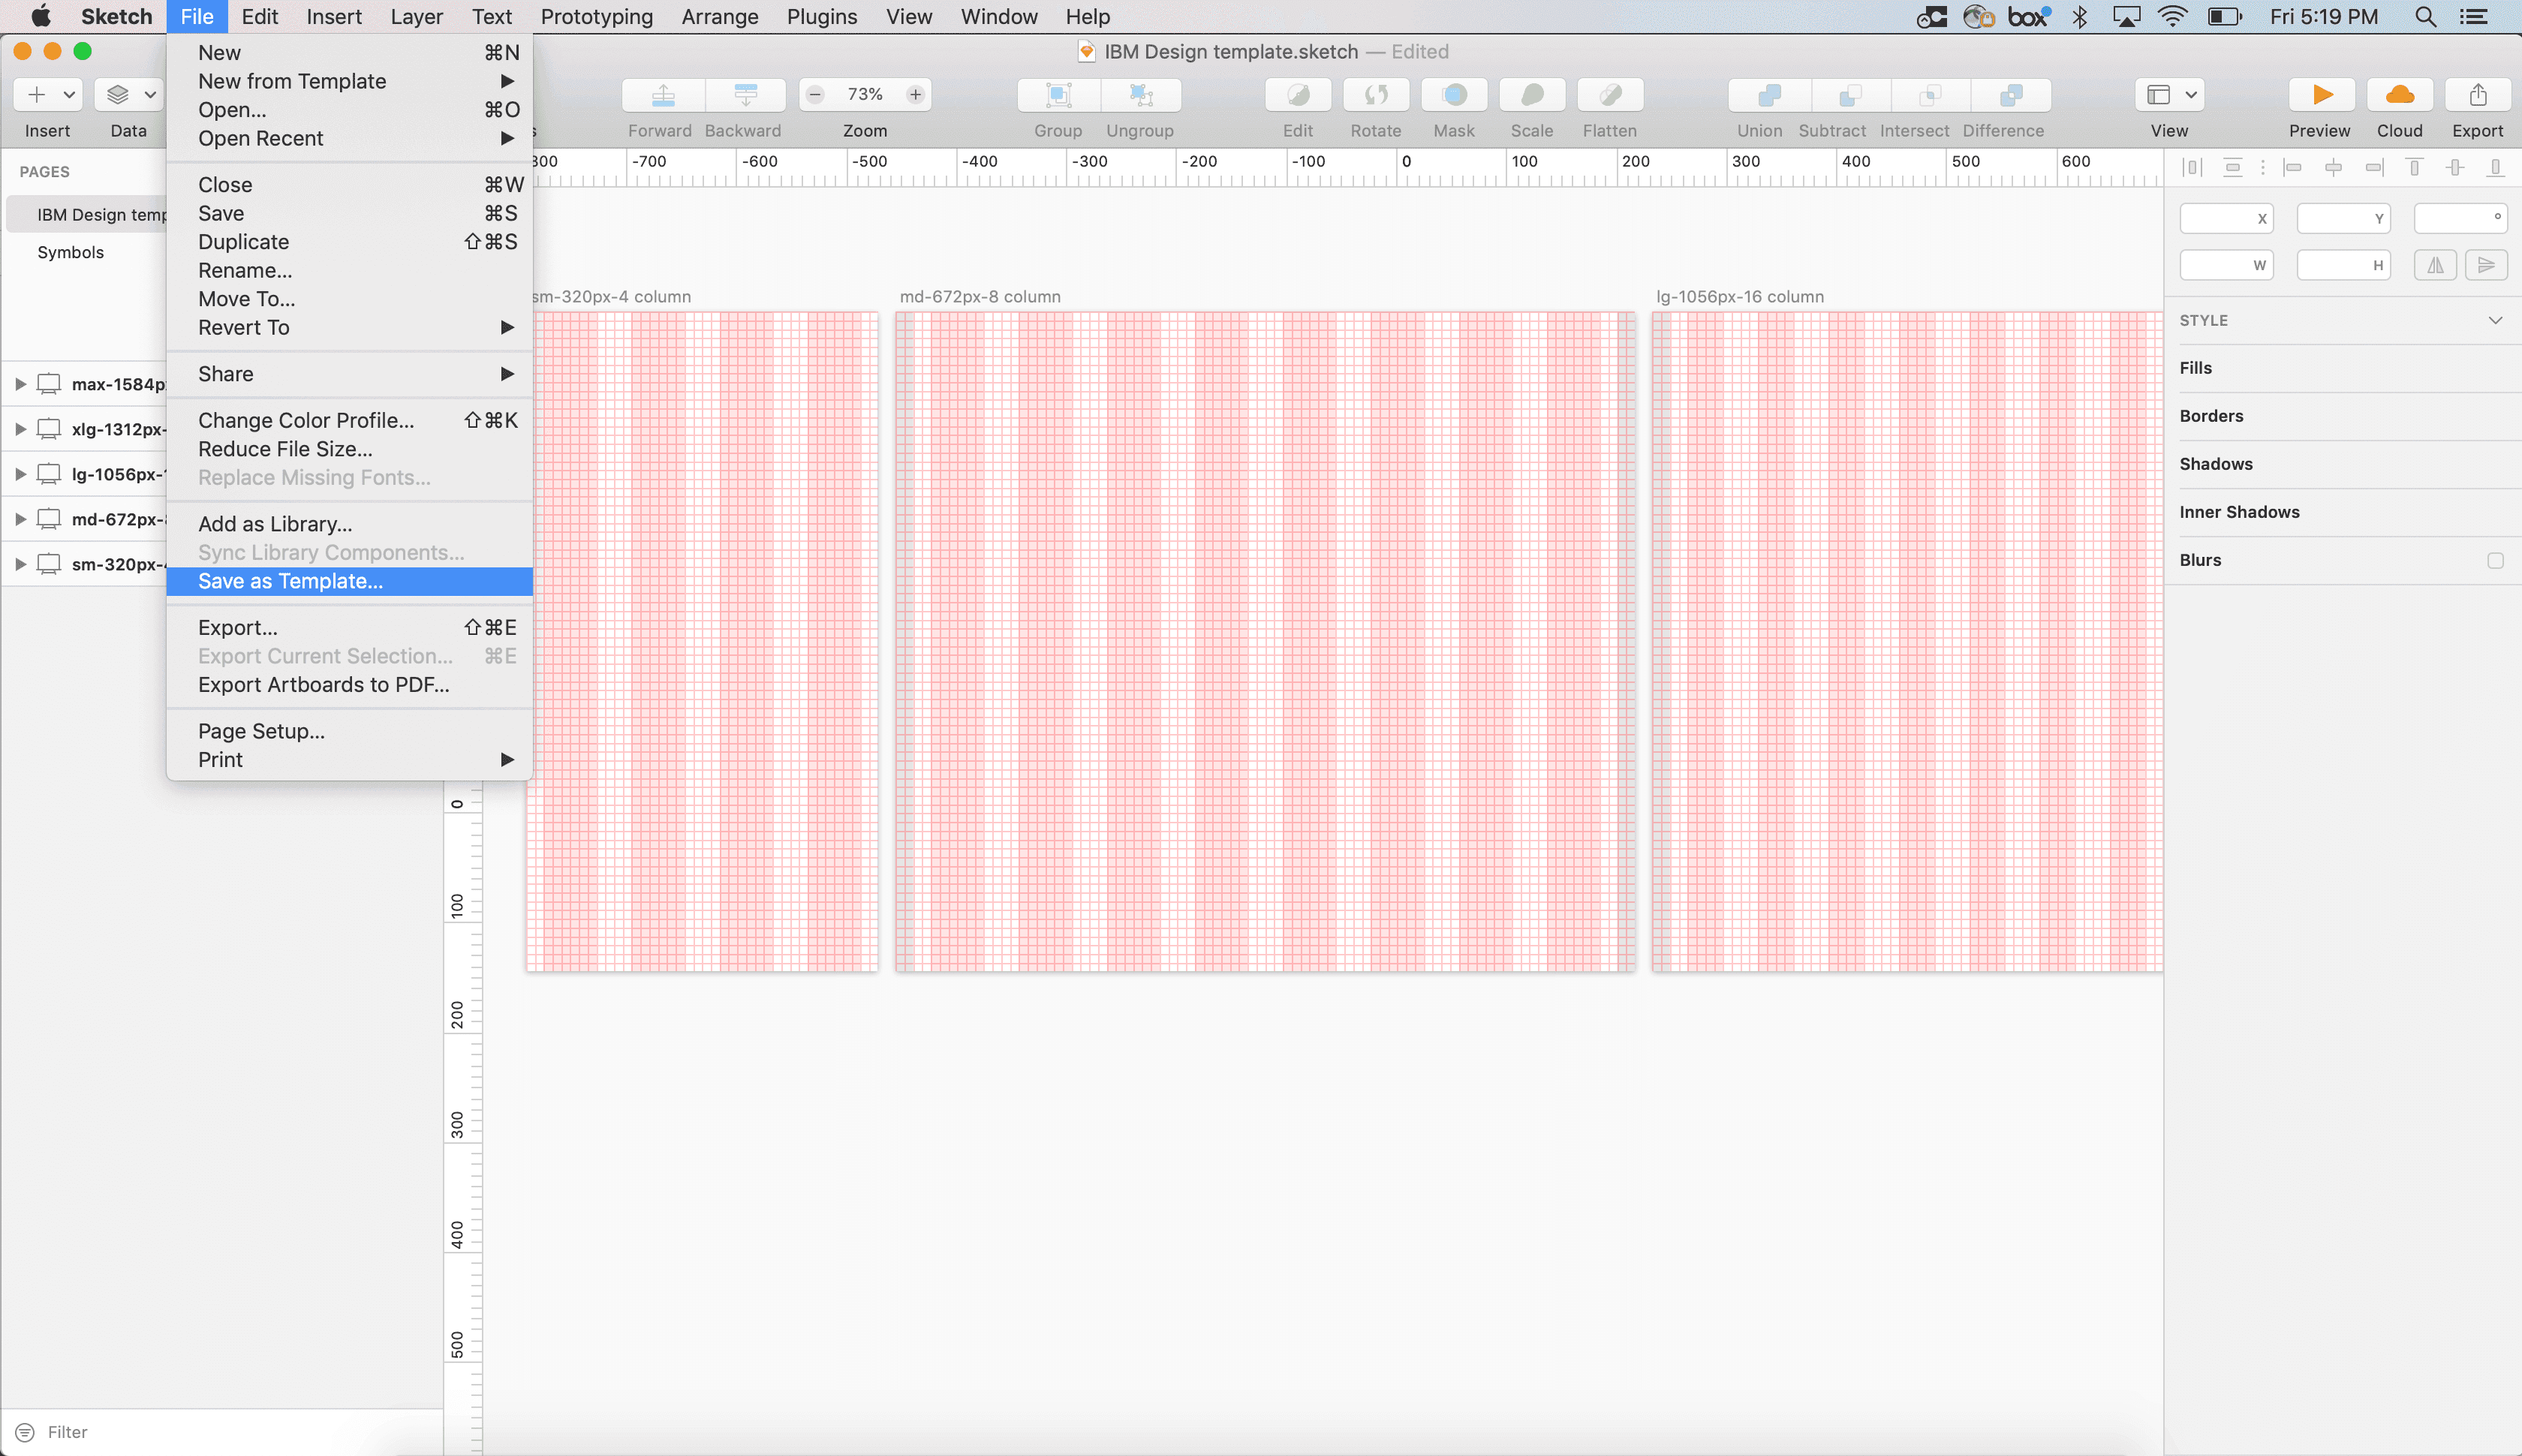 Sketch File Edit Insert Layer Text Prototyping Arrange Plugins View Window Help box Fri 5:19 PM
IBM Design template.sketch — Edited
73%
Insert Data s Forward Backward Zoom Group Ungroup Edit Rotate Mask Scale Flatten Union Subtract Intersect Difference View Preview Cloud Export
New ⌘N
New from Template ▶
Open... ⌘O
Open Recent ▶
Close ⌘W
Save ⌘S
Duplicate ⇧⌘S
Rename...
Move To...
Revert To ▶
Share ▶
Change Color Profile... ⇧⌘K
Reduce File Size...
Replace Missing Fonts...
Add as Library...
Sync Library Components...
Save as Template...
Export... ⇧⌘E
Export Current Selection... ⌘E
Export Artboards to PDF...
Page Setup...
Print ▶
PAGES
IBM Design temp
Symbols
max-1584px
xlg-1312px-
lg-1056px-1
md-672px-8
sm-320px-4
Filter
300 -700 -600 -500 -400 -300 -200 -100 0 100 200 300 400 500 600
0
100
200
300
400
500
sm-320px-4 column
md-672px-8 column
lg-1056px-16 column
X Y °
W H
STYLE
Fills
Borders
Shadows
Inner Shadows
Blurs